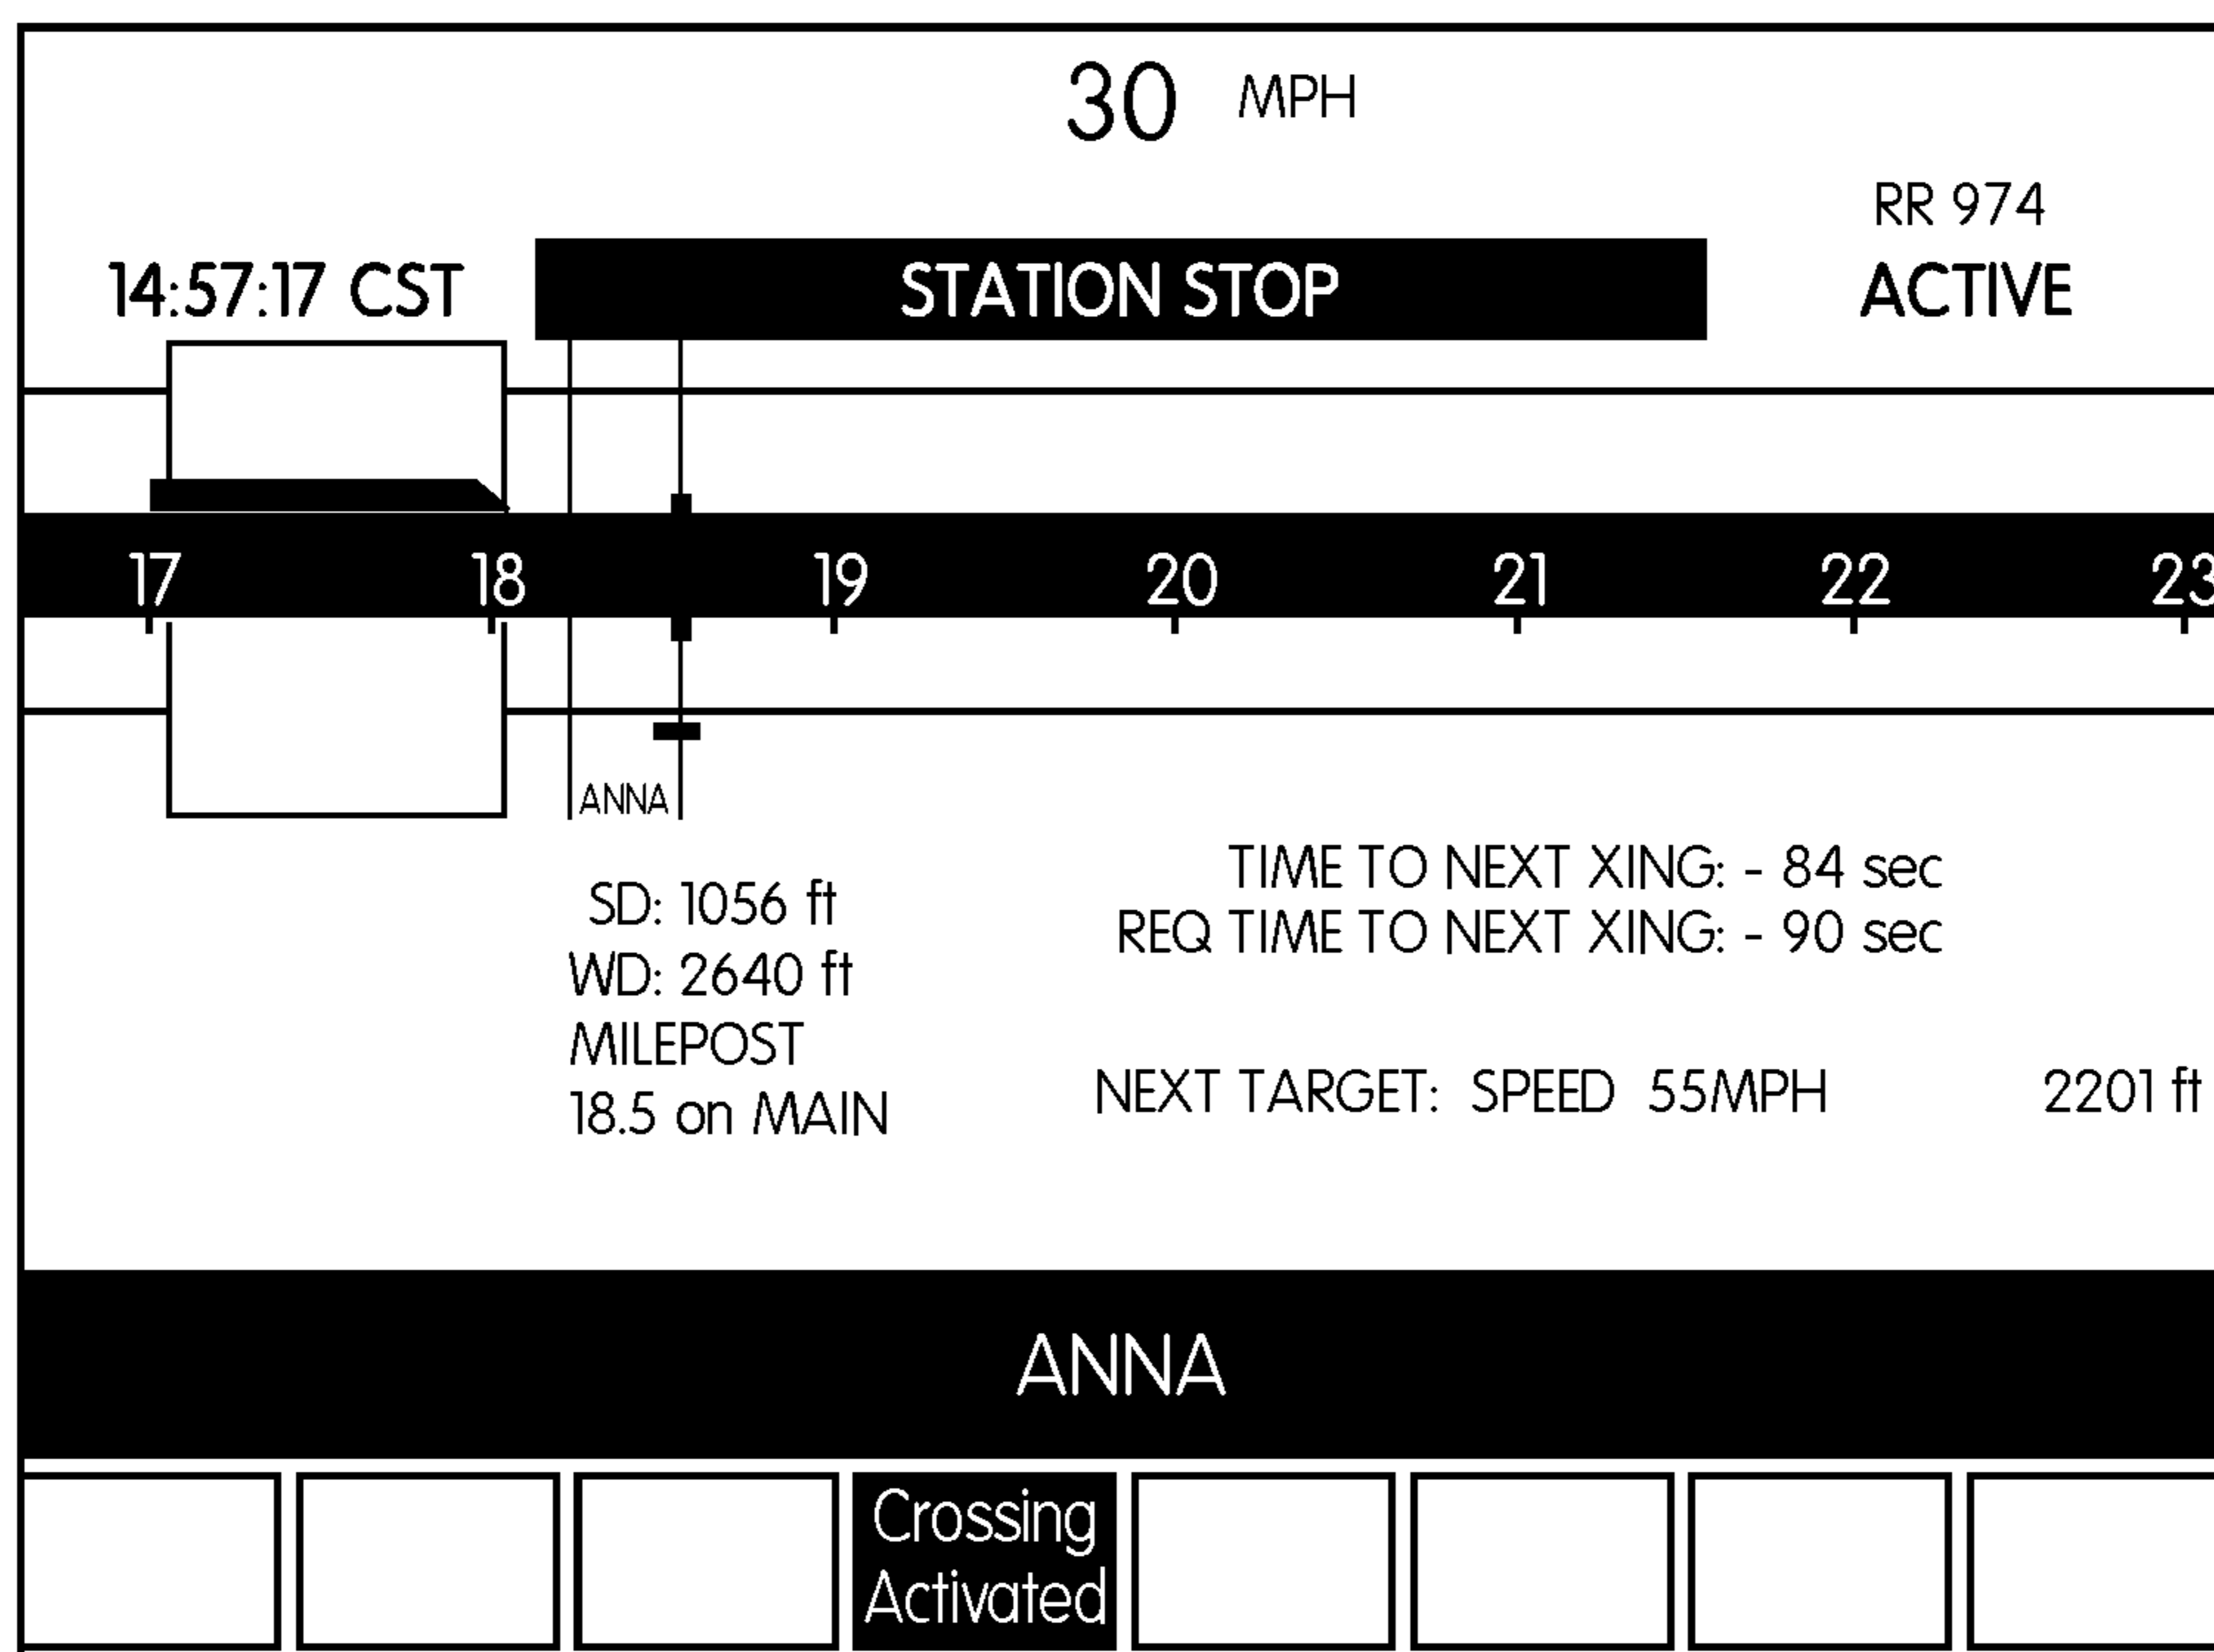 30 MPH
RR 974
14:57:17 CST
STATION STOP
ACTIVE
17 18 19 20 21 22 23
ANNA
SD: 1056 ft
WD: 2640 ft
MILEPOST
18.5 on MAIN
TIME TO NEXT XING: - 84 sec
REQ TIME TO NEXT XING: - 90 sec
NEXT TARGET: SPEED 55MPH 2201 ft
ANNA
Crossing
Activated